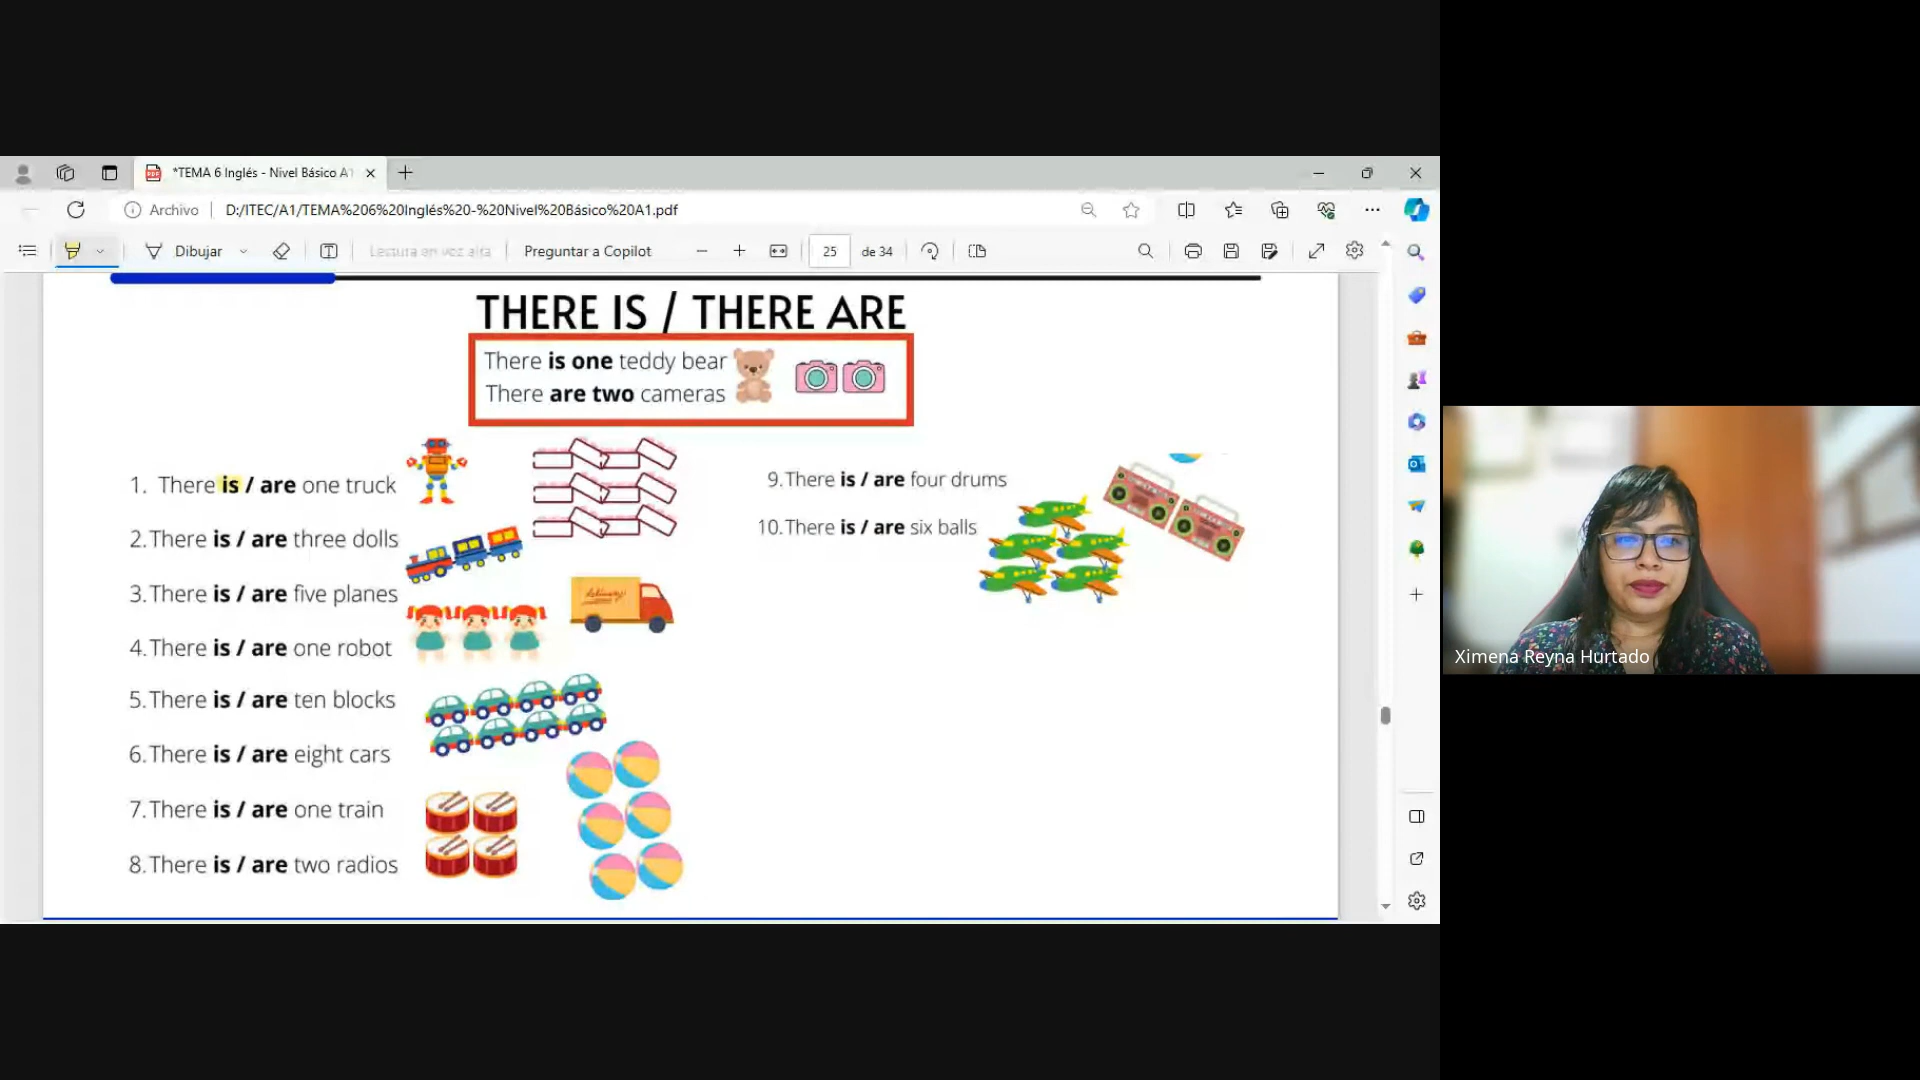 *TEMA 6 Inglés - Nivel Básico A1
Archivo
D:/ITEC/A1/TEMA%206%20Inglés%20-%20Nivel%20Básico%20A1.pdf
Dibujar
Lectura en voz alta
Preguntar a Copilot
25
de 34
THERE IS / THERE ARE
There is one teddy bear
There are two cameras
1. There is / are one truck
2.There is / are three dolls
3.There is / are five planes
4.There is / are one robot
5.There is / are ten blocks
6.There is / are eight cars
7.There is / are one train
8.There is / are two radios
9.There is / are four drums
10.There is / are six balls
Ximena Reyna Hurtado